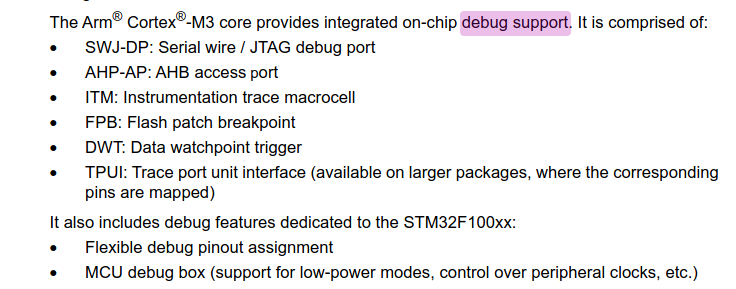 The Arm® Cortex®-M3 core provides integrated on-chip debug support. It is comprised of:
• SWJ-DP: Serial wire / JTAG debug port
• AHP-AP: AHB access port
• ITM: Instrumentation trace macrocell
• FPB: Flash patch breakpoint
• DWT: Data watchpoint trigger
• TPUI: Trace port unit interface (available on larger packages, where the corresponding
pins are mapped)
It also includes debug features dedicated to the STM32F100xx:
• Flexible debug pinout assignment
• MCU debug box (support for low-power modes, control over peripheral clocks, etc.)